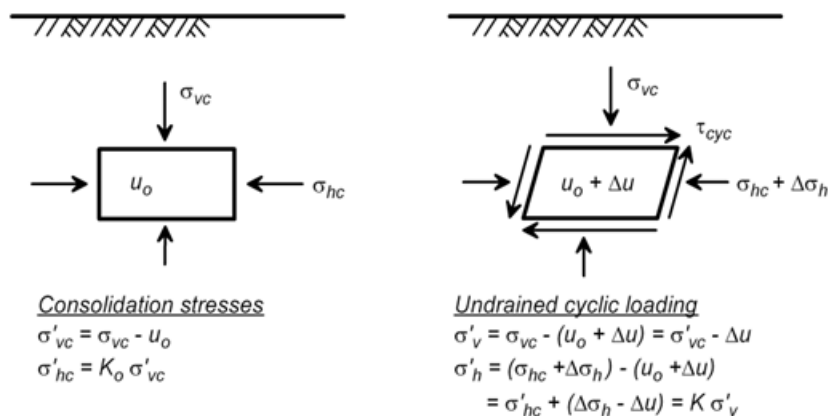 σvc
uo
σhc
Consolidation stresses
σ'vc = σvc - uo
σ'hc = Ko σ'vc
σvc
τcyc
uo + Δu
σhc + Δσh
Undrained cyclic loading
σ'v = σvc - (uo + Δu) = σ'vc - Δu
σ'h = (σhc +Δσh) - (uo +Δu)
= σ'hc + (Δσh - Δu) = K σ'v